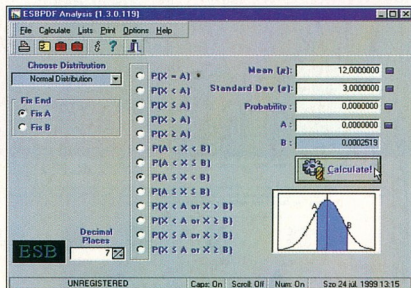 ESBPDF Analysis [1.3.0.119]
File Calculate Lists Print Options Help
Choose Distribution
Normal Distribution
Fix End
Fix A
Fix B
P(X = A)
P(X < A)
P(X ≤ A)
P(X > A)
P(X ≥ A)
P(A < X < B)
P(A ≤ X < B)
P(A ≤ X ≤ B)
P(X < A or X > B)
P(X < A or X ≥ B)
P(X ≤ A or X > B)
P(X ≤ A or X ≥ B)
Mean (μ): 12,0000000
Standard Dev (σ): 3,0000000
Probability : 0,0000000
A : 0,0000000
B : 0,0002519
Calculate!
A
B
ESB
Decimal
Places
7
UNREGISTERED Caps: On Scroll: Off Num: On Szo 24 júl. 1999 13:15